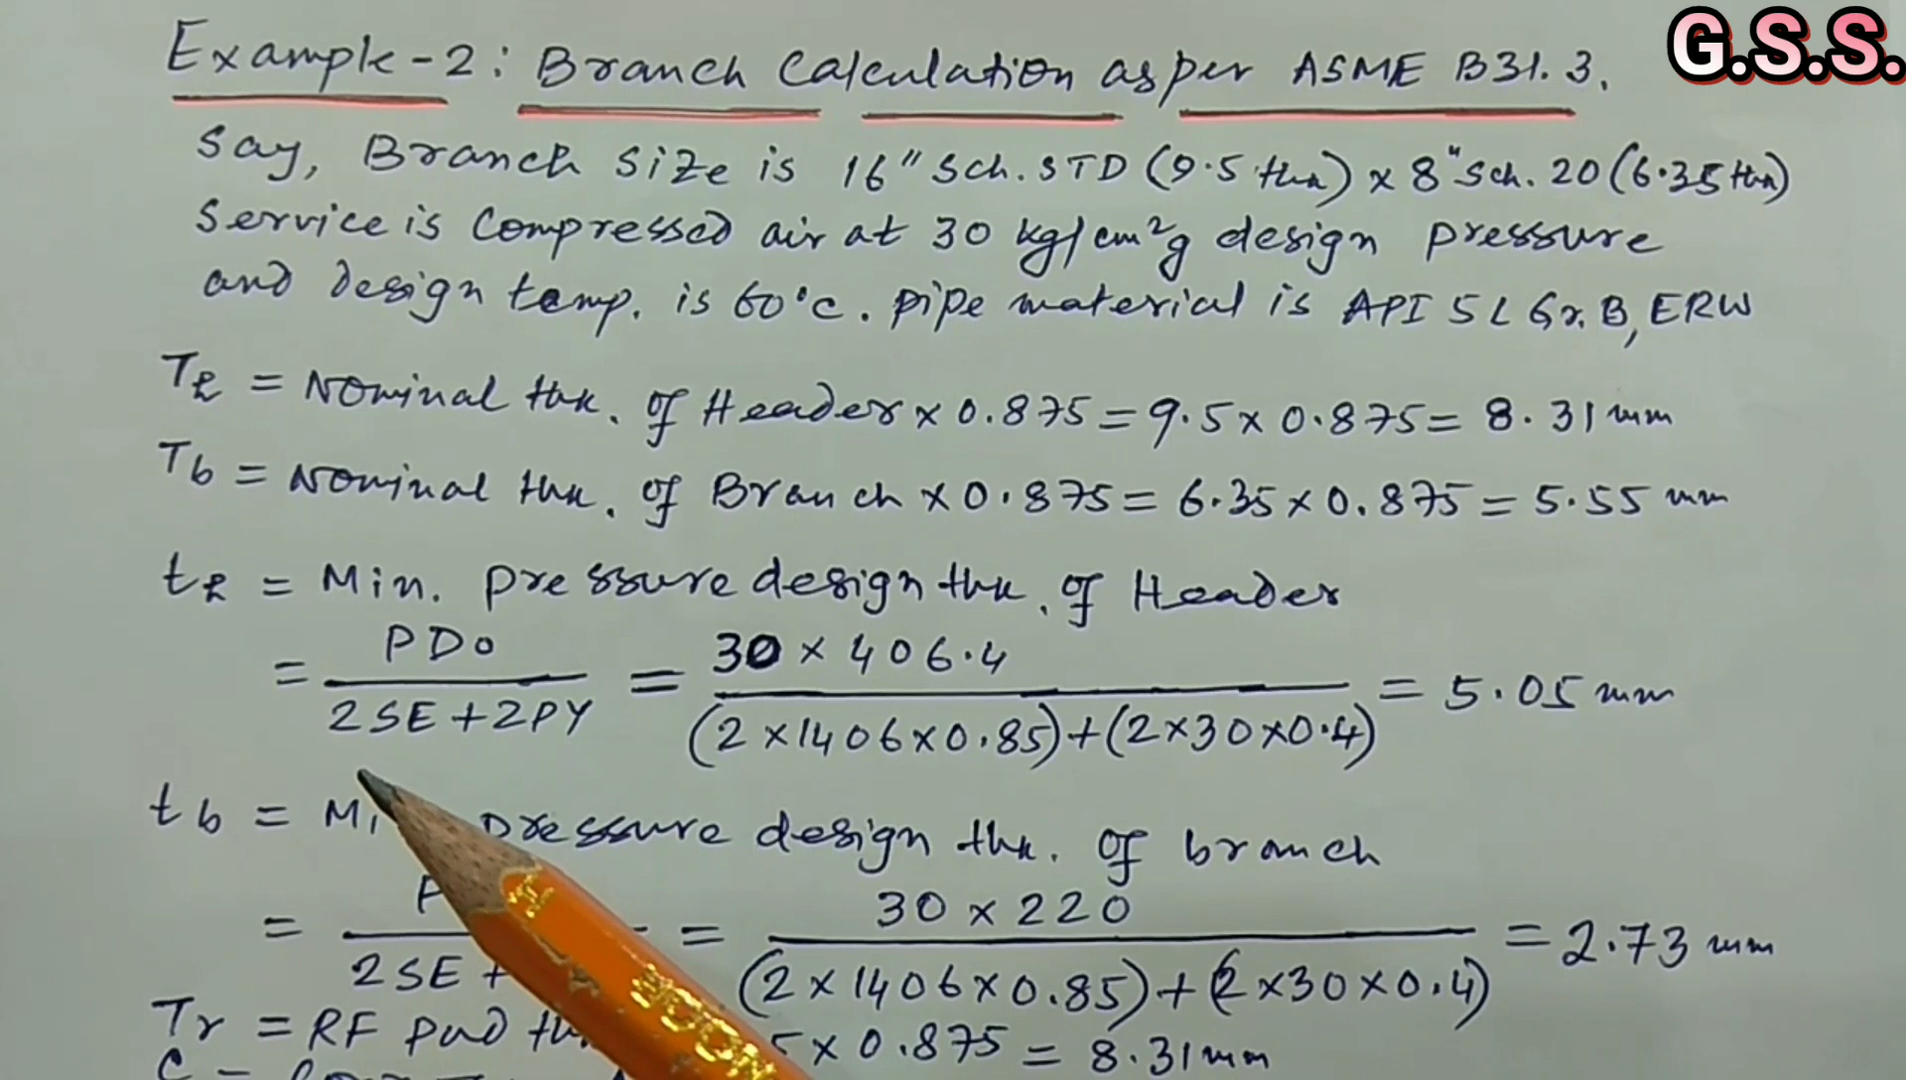 G.S.S.
Example-2: Branch Calculation as per ASME B31.3.
Say, Branch size is 16" Sch. STD (9.5 thk) x 8" Sch. 20 (6.35 thk)
Service is Compressed air at 30 kg/cm²g design pressure
and design temp. is 60°C. Pipe material is API 5L Gr. B, ERW
Th = Nominal thk. of Header x 0.875 = 9.5 x 0.875 = 8.31 mm
Tb = Nominal thk. of Branch x 0.875 = 6.35 x 0.875 = 5.55 mm
th = Min. pressure design thk. of Header
= PDo / 2SE + 2PY = 30 x 406.4 / (2 x 1406 x 0.85) + (2 x 30 x 0.4) = 5.05 mm
tb = Mi pressure design thk. of branch
= P / 2SE + = 30 x 220 / (2 x 1406 x 0.85) + (2 x 30 x 0.4) = 2.73 mm
Tr = RF pad th 5 x 0.875 = 8.31 mm
C =